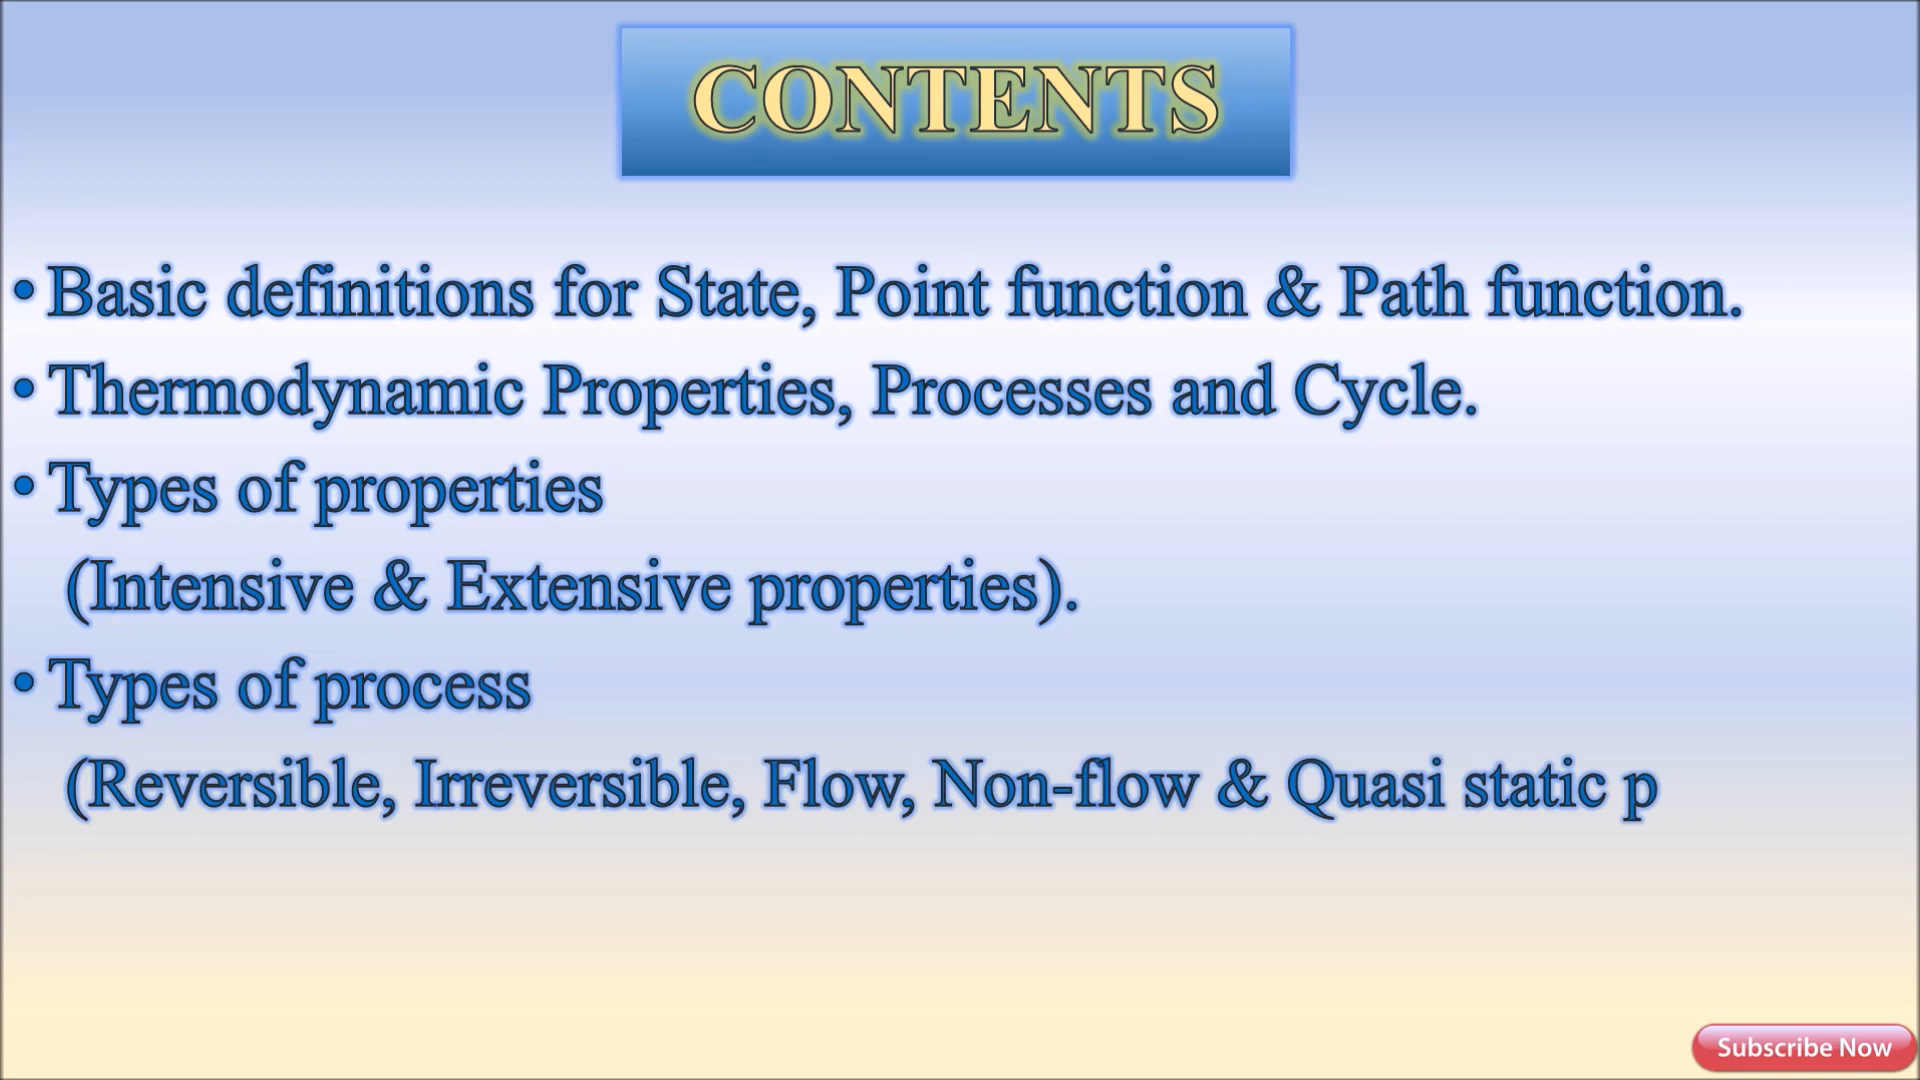 CONTENTS
• Basic definitions for State, Point function & Path function.
• Thermodynamic Properties, Processes and Cycle.
• Types of properties
(Intensive & Extensive properties).
• Types of process
(Reversible, Irreversible, Flow, Non-flow & Quasi static p
Subscribe Now